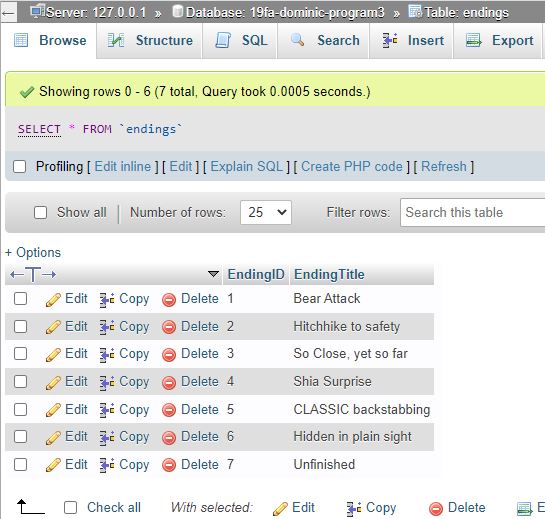 Server: 127.0.0.1 » Database: 19fa-dominic-program3 » Table: endings
Browse Structure SQL Search Insert Export
Showing rows 0 - 6 (7 total, Query took 0.0005 seconds.)
SELECT * FROM `endings`
Profiling [ Edit inline ] [ Edit ] [ Explain SQL ] [ Create PHP code ] [ Refresh ]
Show all Number of rows: 25 Filter rows: Search this table
+ Options
←T→ EndingID EndingTitle
Edit Copy Delete 1 Bear Attack
Edit Copy Delete 2 Hitchhike to safety
Edit Copy Delete 3 So Close, yet so far
Edit Copy Delete 4 Shia Surprise
Edit Copy Delete 5 CLASSIC backstabbing
Edit Copy Delete 6 Hidden in plain sight
Edit Copy Delete 7 Unfinished
Check all With selected: Edit Copy Delete E